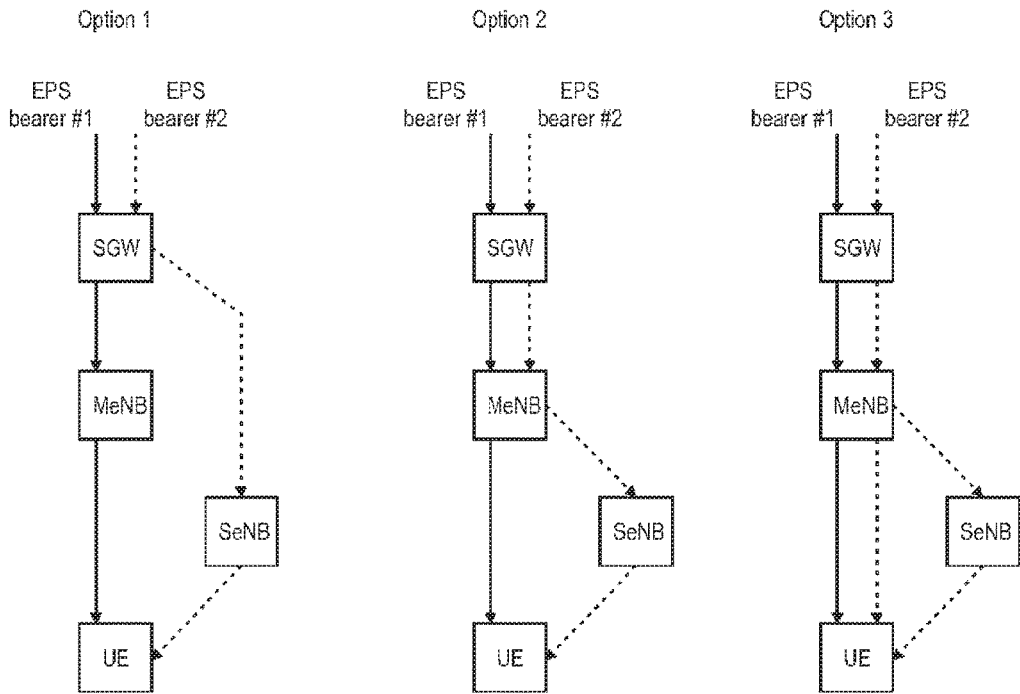 Option 1
Option 2
Option 3
EPS
bearer #1
EPS
bearer #2
EPS
bearer #1
EPS
bearer #2
EPS
bearer #1
EPS
bearer #2
SGW
SGW
SGW
MeNB
MeNB
MeNB
SeNB
SeNB
SeNB
UE
UE
UE